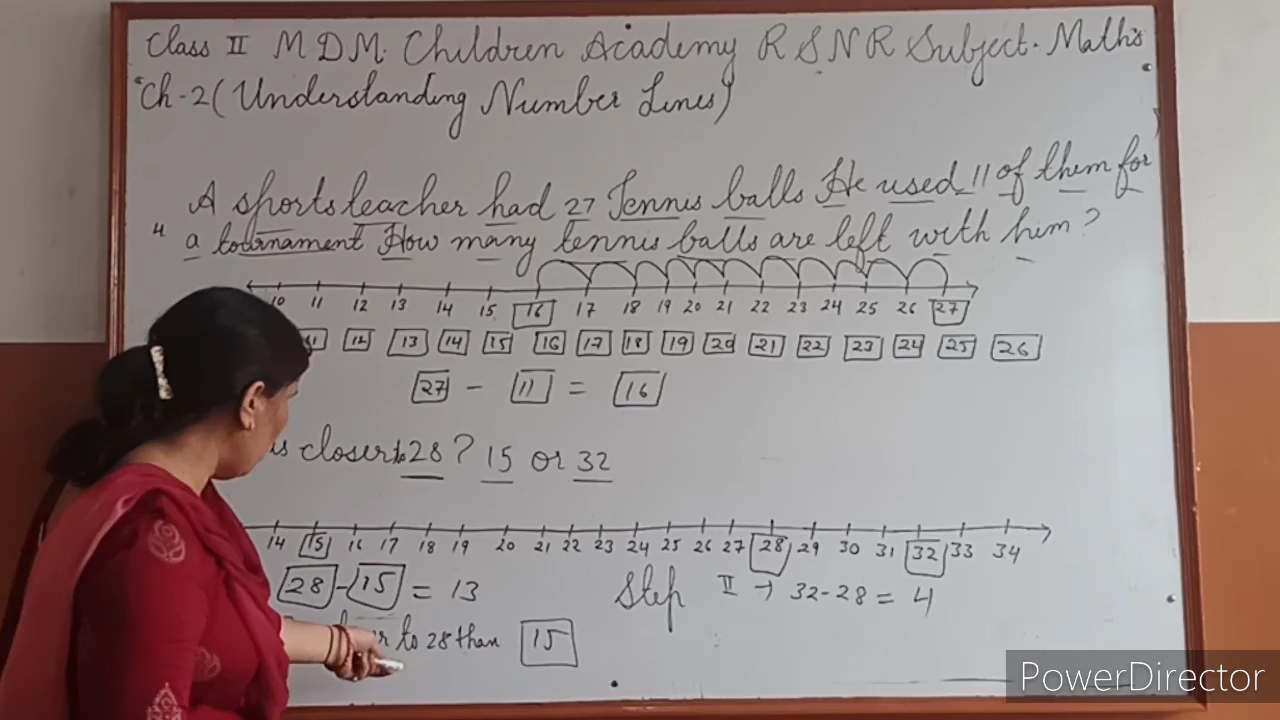 Class II M D M. Children Academy R S N R Subject. Maths
Ch-2 (Understanding Number Lines)
A sports teacher had 27 Tennis balls He used 11 of them for
a tournament How many tennis balls are left with him?
10 11 12 13 14 15 16 17 18 19 20 21 22 23 24 25 26 27
11 12 13 14 15 16 17 18 19 20 21 22 23 24 25 26
27 - 11 = 16
is closer to 28? 15 or 32
14 15 16 17 18 19 20 21 22 23 24 25 26 27 28 29 30 31 32 33 34
28 - 15 = 13 Step II → 32-28 = 4
to 28 than 15
PowerDirector